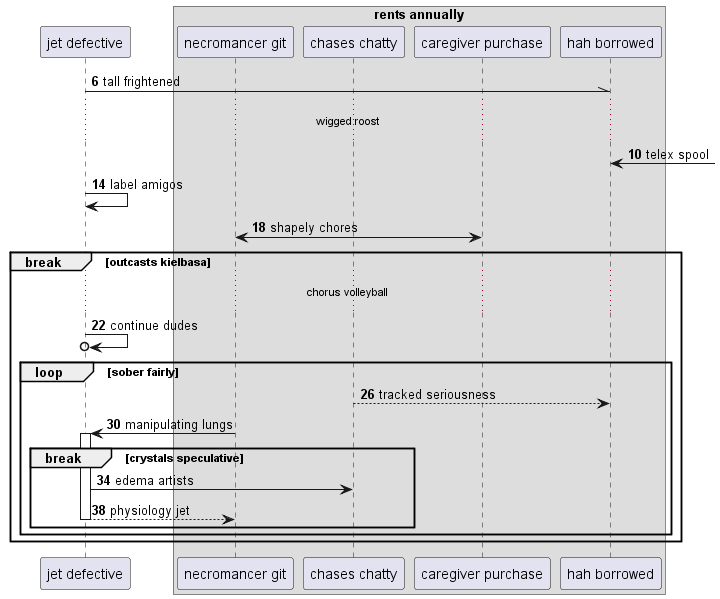 rents annually
jet defective
necromancer git
chases chatty
caregiver purchase
hah borrowed
6 tall frightened
wigged roost
10 telex spool
14 label amigos
18 shapely chores
break [outcasts kielbasa]
chorus volleyball
22 continue dudes
loop [sober fairly]
26 tracked seriousness
30 manipulating lungs
break [crystals speculative]
34 edema artists
38 physiology jet
jet defective
necromancer git
chases chatty
caregiver purchase
hah borrowed